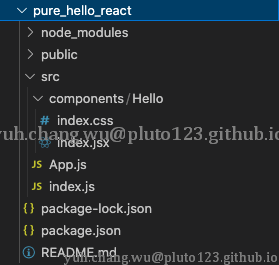 pure_hello_react
node_modules
public
src
components/Hello
# index.css
yuh.chang.wu@pluto123.github.io
index.jsx
JS App.js
JS index.js
{} package-lock.json
{} package.json
README.md
yuh.chang.wu@pluto123.github.io